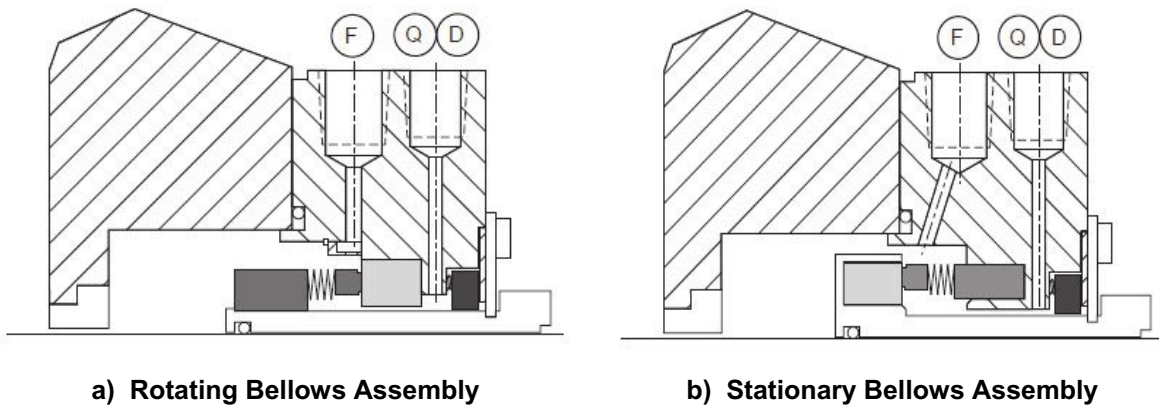 F Q D F Q D
a) Rotating Bellows Assembly b) Stationary Bellows Assembly